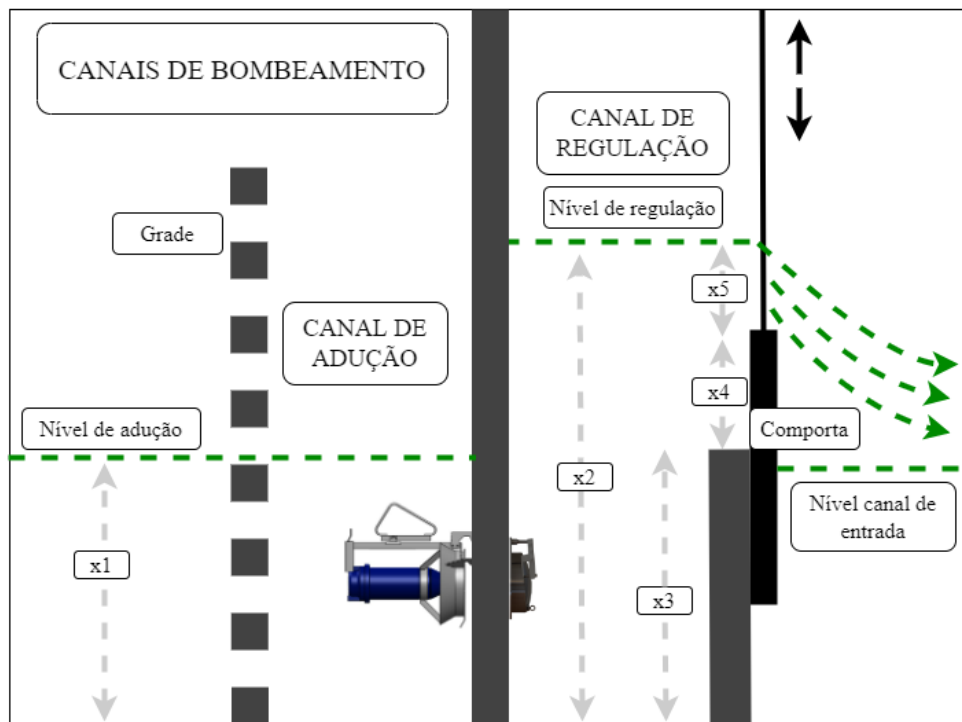 CANAIS DE BOMBEAMENTO
CANAL DE
REGULAÇÃO
Nível de regulação
Grade
x5
CANAL DE
ADUÇÃO
x4
Nível de adução
Comporta
x2
Nível canal de
entrada
x1
x3